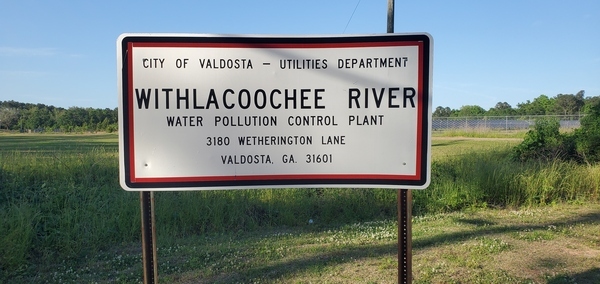 CITY OF VALDOSTA - UTILITIES DEPARTMENT
WITHLACOOCHEE RIVER
WATER POLLUTION CONTROL PLANT
3180 WETHERINGTON LANE
VALDOSTA, GA. 31601